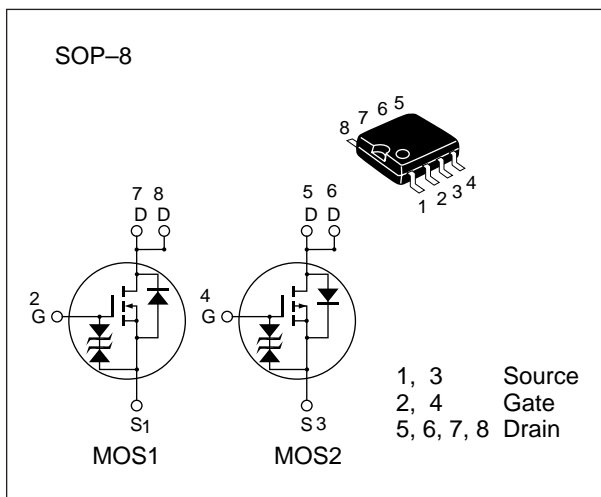 SOP–8
8 7 6 5
1 2 3 4
7 8
D D
5 6
D D
2
G
4
G
S1
S 3
MOS1
MOS2
1, 3 Source
2, 4 Gate
5, 6, 7, 8 Drain